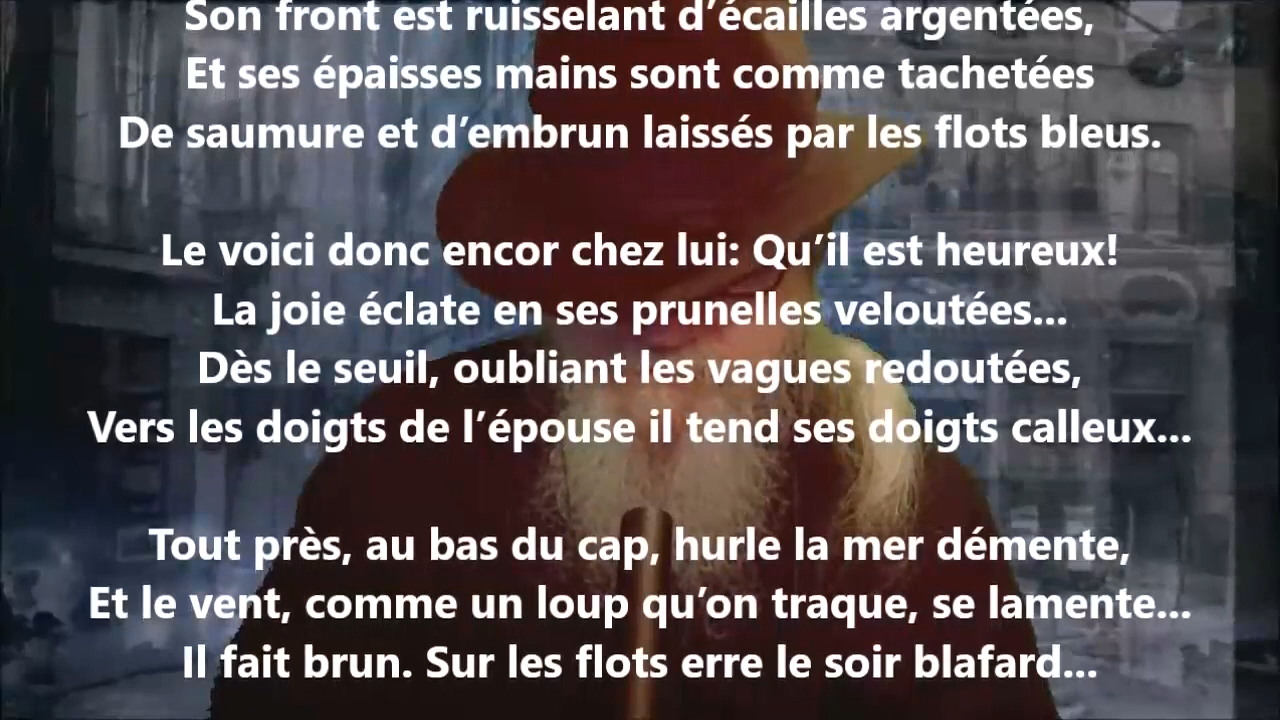 Son front est ruisselant d’écailles argentées,
Et ses épaisses mains sont comme tachetées
De saumure et d’embrun laissés par les flots bleus.
Le voici donc encor chez lui: Qu’il est heureux!
La joie éclate en ses prunelles veloutées...
Dès le seuil, oubliant les vagues redoutées,
Vers les doigts de l’épouse il tend ses doigts calleux...
Tout près, au bas du cap, hurle la mer démente,
Et le vent, comme un loup qu’on traque, se lamente...
Il fait brun. Sur les flots erre le soir blafard...